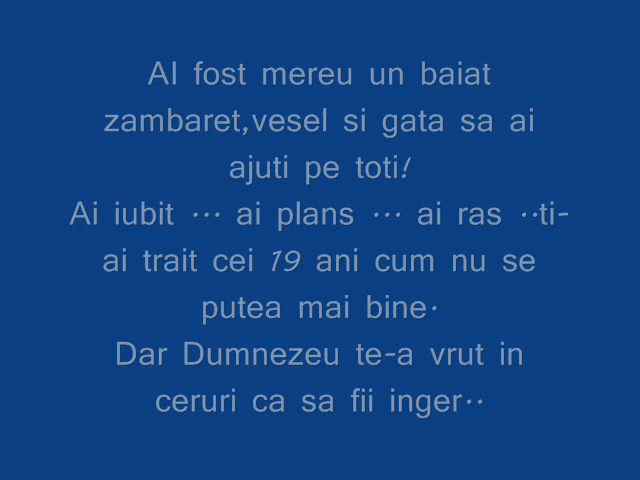 AI fost mereu un baiat
zambaret,vesel si gata sa ai
ajuti pe toti!
Ai iubit ... ai plans ... ai ras ..ti-
ai trait cei 19 ani cum nu se
putea mai bine.
Dar Dumnezeu te-a vrut in
ceruri ca sa fii inger..